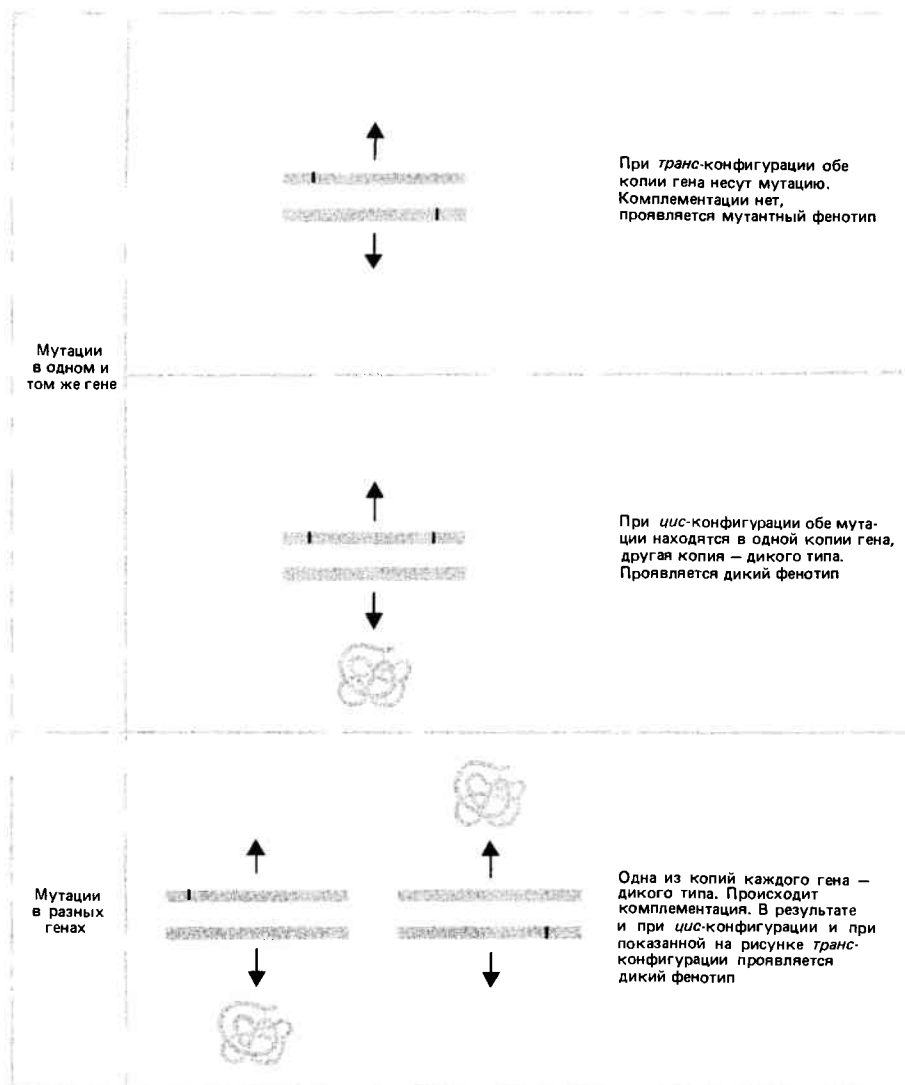 При транс-конфигурации обе
копии гена несут мутацию.
Комплементации нет,
проявляется мутантный фенотип
Мутации
в одном и
том же гене
При цис-конфигурации обе мута-
ции находятся в одной копии гена,
другая копия — дикого типа.
Проявляется дикий фенотип
Мутации
в разных
генах
Одна из копий каждого гена —
дикого типа. Происходит
комплементация. В результате
и при цис-конфигурации и при
показанной на рисунке транс-
конфигурации проявляется
дикий фенотип